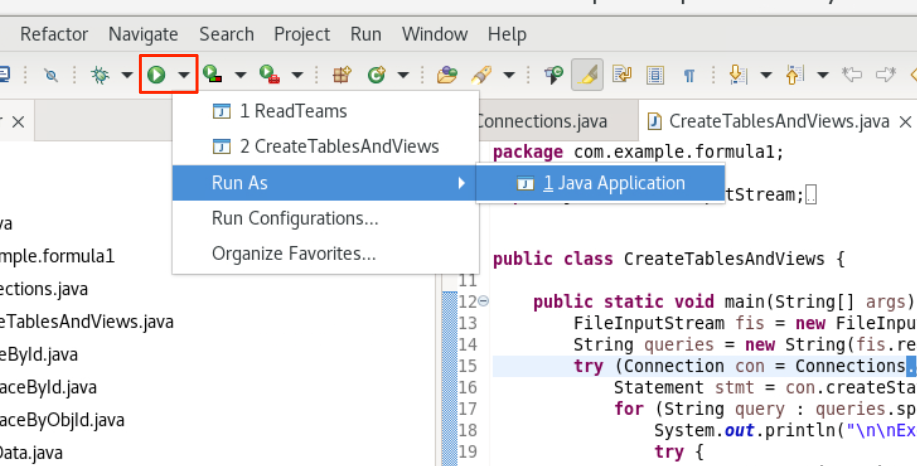 Refactor Navigate Search Project Run Window Help
1 ReadTeams
2 CreateTablesAndViews
Run As
1 Java Application
Run Configurations...
Organize Favorites...
va
mple.formula1
ections.java
eTablesAndViews.java
eById.java
aceById.java
aceByObjId.java
Data.java
Connections.java
CreateTablesAndViews.java
package com.example.formula1;
tStream;
public class CreateTablesAndViews {
11
12 public static void main(String[] args)
13 FileInputStream fis = new FileInpu
14 String queries = new String(fis.re
15 try (Connection con = Connections.
16 Statement stmt = con.createSta
17 for (String query : queries.sp
18 System.out.println("\n\nEx
19 try {